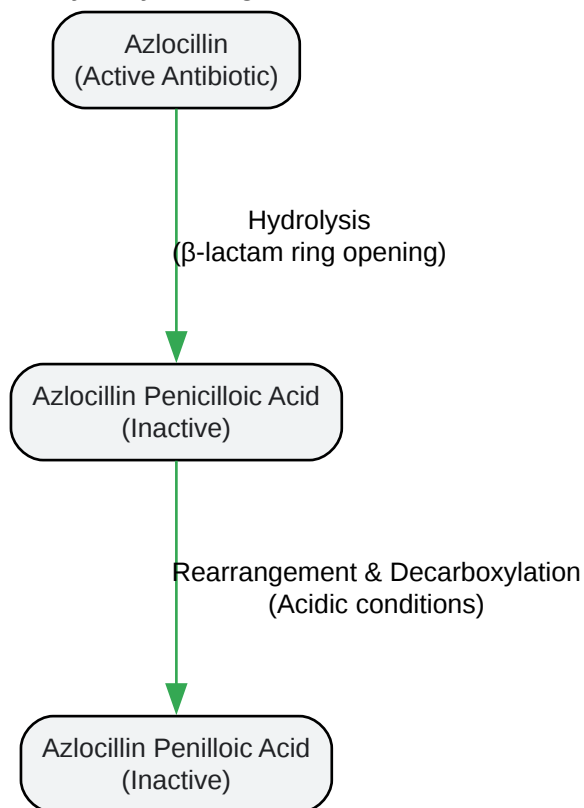 Azlocillin
(Active Antibiotic)
Hydrolysis
(β-lactam ring opening)
Azlocillin Penicilloic Acid
(Inactive)
Rearrangement & Decarboxylation
(Acidic conditions)
Azlocillin Penilloic Acid
(Inactive)